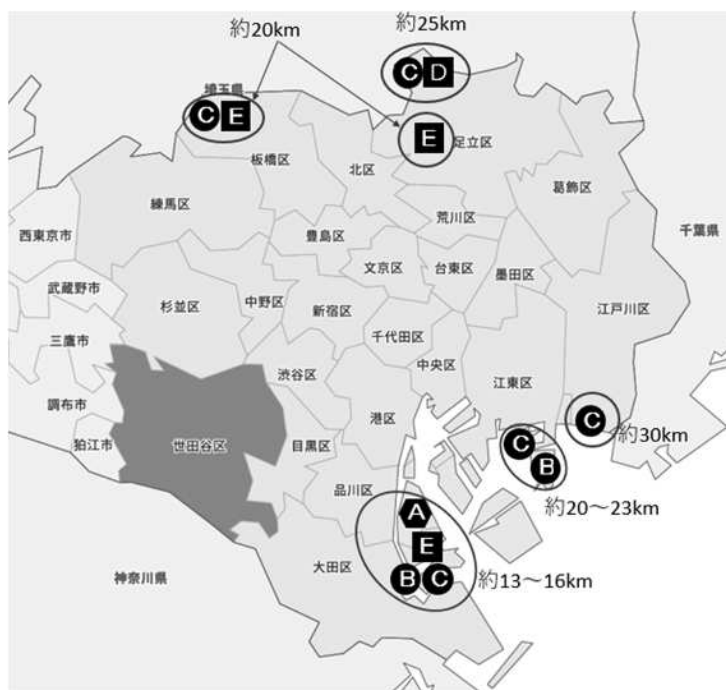 約20km
約25km
埼玉県
C E
C D
E
足立区
板橋区
北区
葛飾区
練馬区
荒川区
西東京市
豊島区
千葉県
文京区
台東区
墨田区
武蔵野市
杉並区
中野区
新宿区
江戸川区
三鷹市
千代田区
渋谷区
中央区
江東区
調布市
港区
狛江市
世田谷区
目黒区
C
約30km
C
B
品川区
約20～23km
A
E
大田区
B C
約13～16km
神奈川県